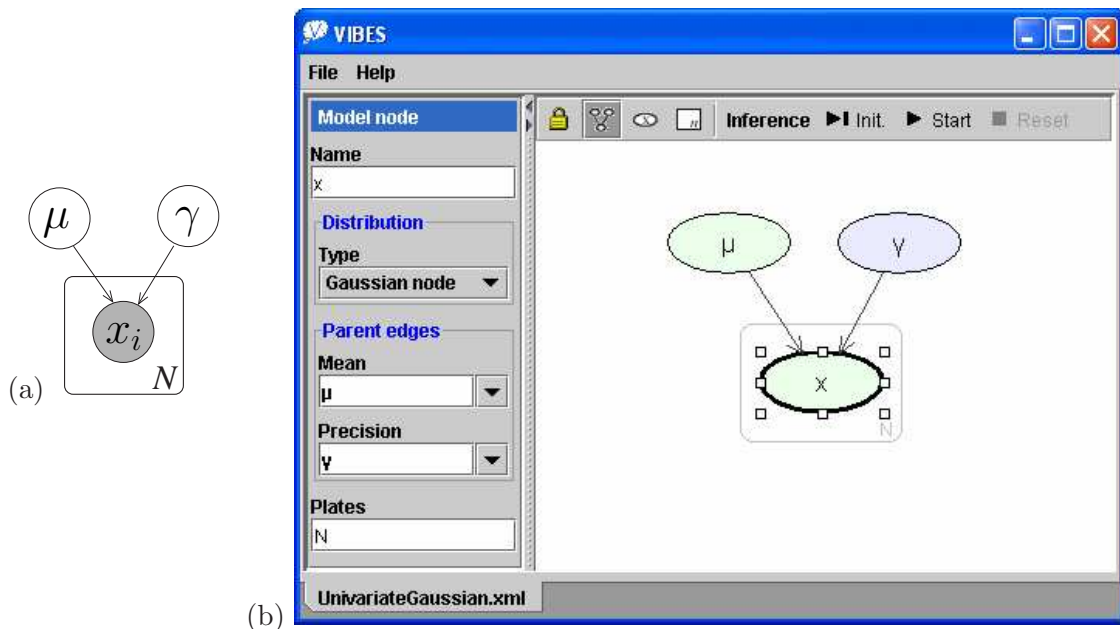 μ γ
x_i
N
(a)
VIBES
File Help
Model node
Name
x
Distribution
Type
Gaussian node
Parent edges
Mean
μ
Precision
γ
Plates
N
Inference Init. Start Reset
μ γ
x
N
UnivariateGaussian.xml
(b)